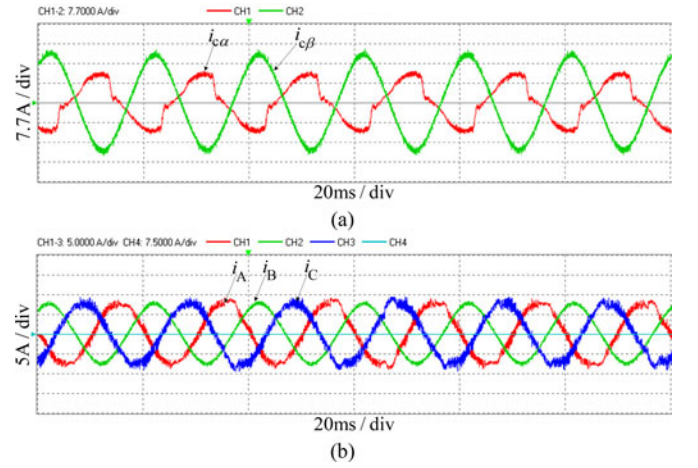 CH1-2: 7.7000 A/div CH1 CH2
icα icβ
7.7A / div
20ms / div
(a)
CH1-3: 5.0000 A/div CH4: 7.5000 A/div CH1 CH2 CH3 CH4
iA iB iC
5A / div
20ms / div
(b)